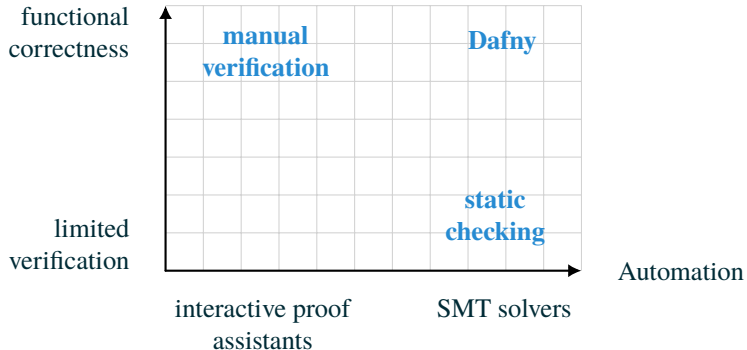 functional
correctness
manual
verification
Dafny
static
checking
limited
verification
Automation
interactive proof
assistants
SMT solvers